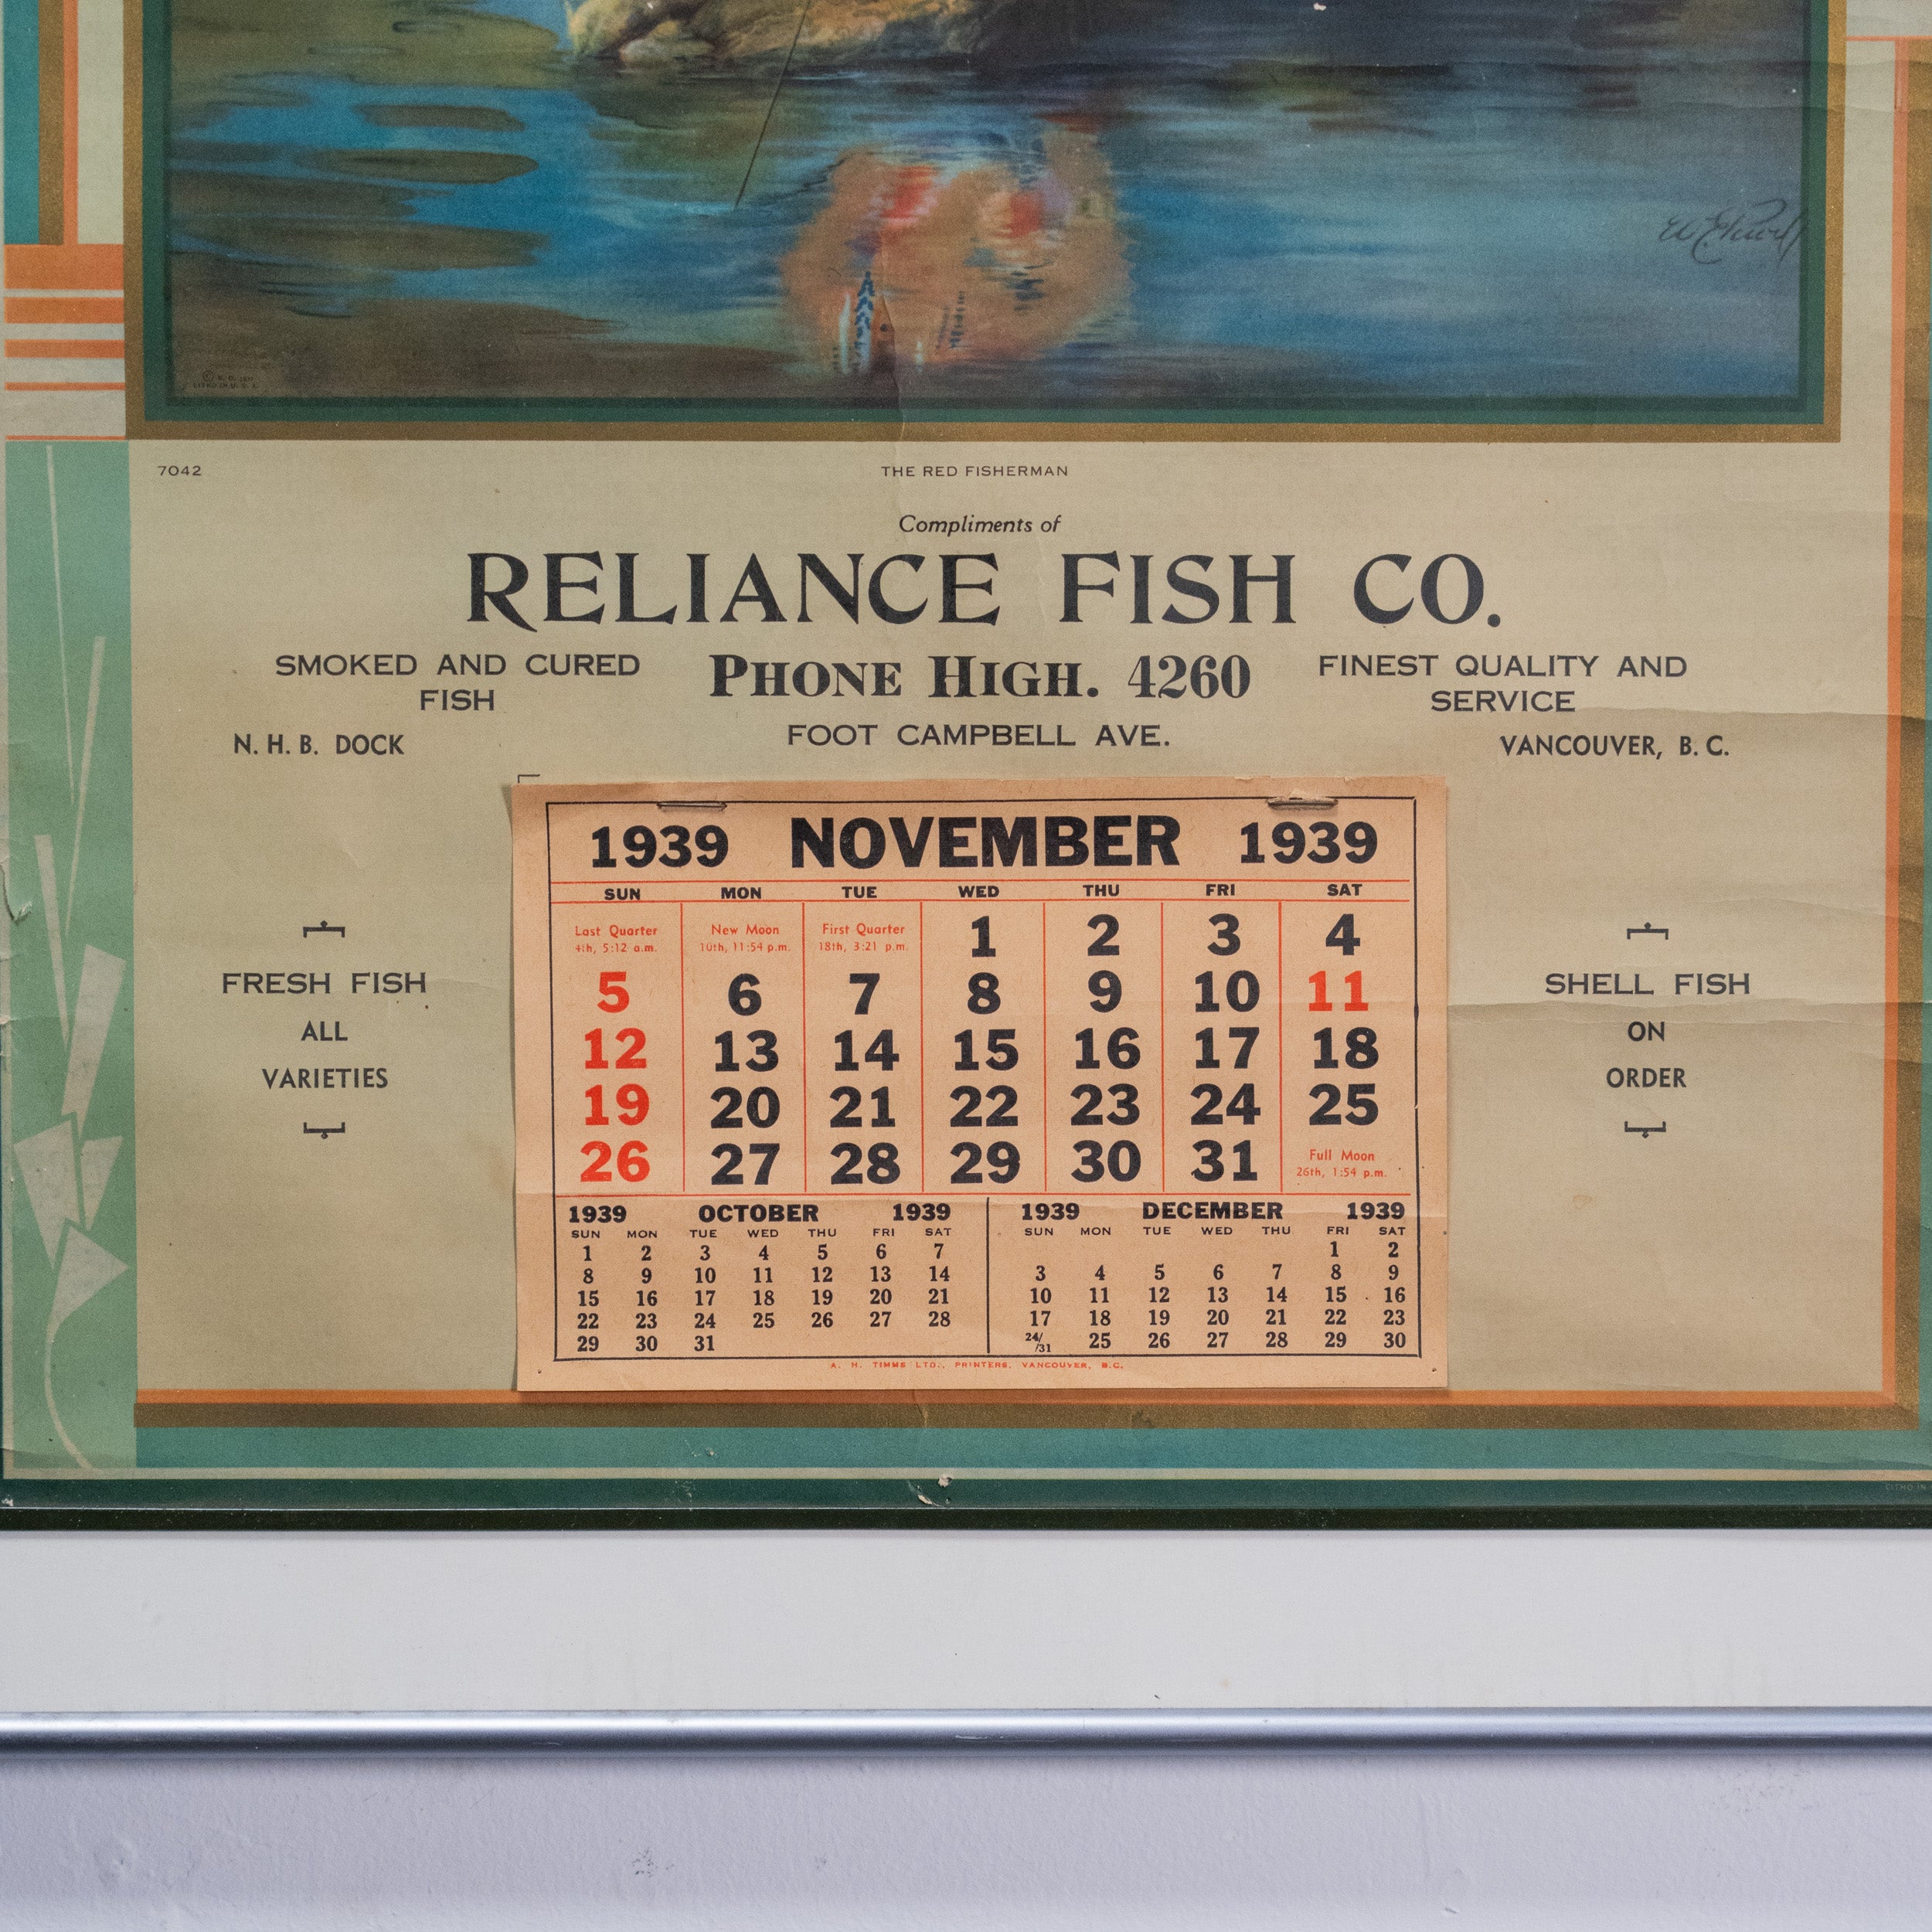 7042
THE RED FISHERMAN
Compliments of
RELIANCE FISH CO.
SMOKED AND CURED
FISH
PHONE HIGH. 4260
FINEST QUALITY AND
SERVICE
N. H. B. DOCK
FOOT CAMPBELL AVE.
VANCOUVER, B. C.
FRESH FISH
ALL
VARIETIES
SHELL FISH
ON
ORDER
1939 NOVEMBER 1939
SUN MON TUE WED THU FRI SAT
Last Quarter
4th, 5:12 a.m.
New Moon
10th, 11:54 p.m.
First Quarter
18th, 3:21 p.m.
1 2 3 4
5 6 7 8 9 10 11
12 13 14 15 16 17 18
19 20 21 22 23 24 25
26 27 28 29 30 31
Full Moon
26th, 1:54 p.m.
1939 OCTOBER 1939
SUN MON TUE WED THU FRI SAT
1 2 3 4 5 6 7
8 9 10 11 12 13 14
15 16 17 18 19 20 21
22 23 24 25 26 27 28
29 30 31
1939 DECEMBER 1939
SUN MON TUE WED THU FRI SAT
1 2
3 4 5 6 7 8 9
10 11 12 13 14 15 16
17 18 19 20 21 22 23
24/31 25 26 27 28 29 30
A. H. TIMMS LTD., PRINTERS, VANCOUVER, B.C.
LITHO IN